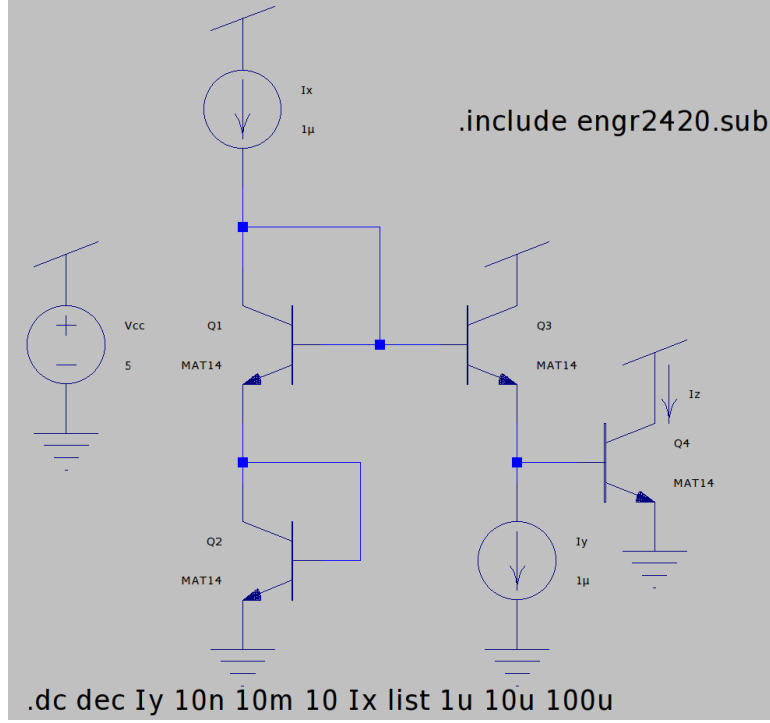 Ix
1µ
.include engr2420.sub
Vcc
5
Q1
MAT14
Q3
MAT14
Iz
Q4
MAT14
Q2
MAT14
Iy
1µ
.dc dec Iy 10n 10m 10 Ix list 1u 10u 100u